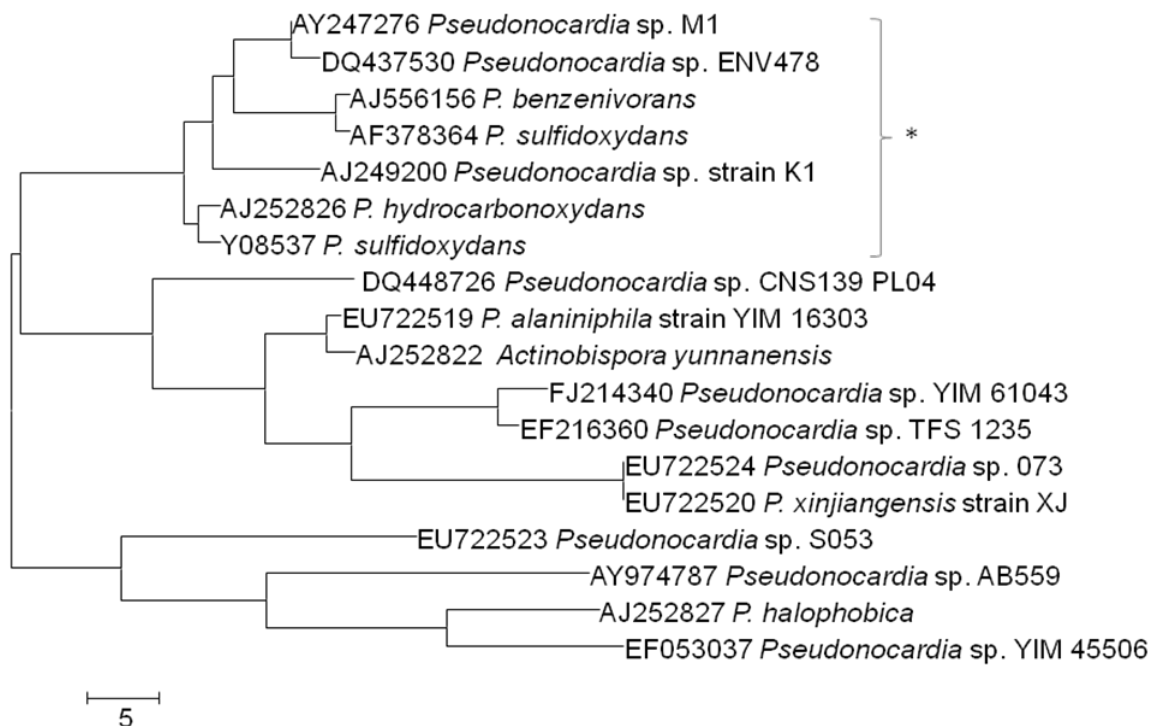 AY247276 Pseudonocardia sp. M1
DQ437530 Pseudonocardia sp. ENV478
AJ556156 P. benzenivorans
AF378364 P. sulfidoxydans
*
AJ249200 Pseudonocardia sp. strain K1
AJ252826 P. hydrocarbonoxydans
Y08537 P. sulfidoxydans
DQ448726 Pseudonocardia sp. CNS139 PL04
EU722519 P. alaniniphila strain YIM 16303
AJ252822 Actinobispora yunnanensis
FJ214340 Pseudonocardia sp. YIM 61043
EF216360 Pseudonocardia sp. TFS 1235
EU722524 Pseudonocardia sp. 073
EU722520 P. xinjiangensis strain XJ
EU722523 Pseudonocardia sp. S053
AY974787 Pseudonocardia sp. AB559
AJ252827 P. halophobica
EF053037 Pseudonocardia sp. YIM 45506
5